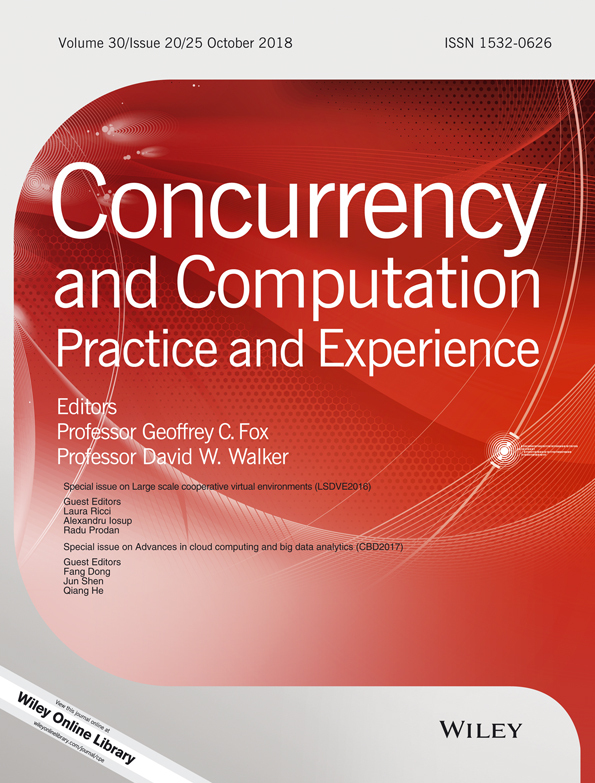 Volume 30/Issue 20/25 October 2018
ISSN 1532-0626
Concurrency
and Computation
Practice and Experience
Editors
Professor Geoffrey C. Fox
Professor David W. Walker
Special issue on Large scale cooperative virtual environments (LSDVE2016)
Guest Editors
Laura Ricci
Alexandru Iosup
Radu Prodan
Special issue on Advances in cloud computing and big data analytics (CBD2017)
Guest Editors
Fang Dong
Jun Shen
Qiang He
View this journal online at
Wiley Online Library
wileyonlinelibrary.com/journal/cpe
WILEY